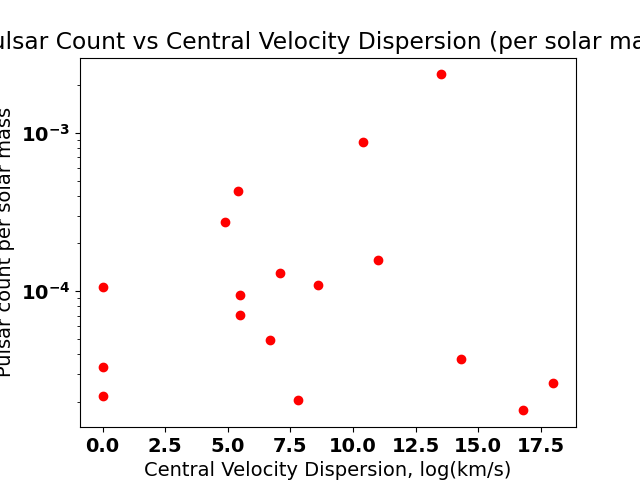 ulsar Count vs Central Velocity Dispersion (per solar ma
Pulsar count per solar mass
10⁻³
10⁻⁴
0.0 2.5 5.0 7.5 10.0 12.5 15.0 17.5
Central Velocity Dispersion, log(km/s)